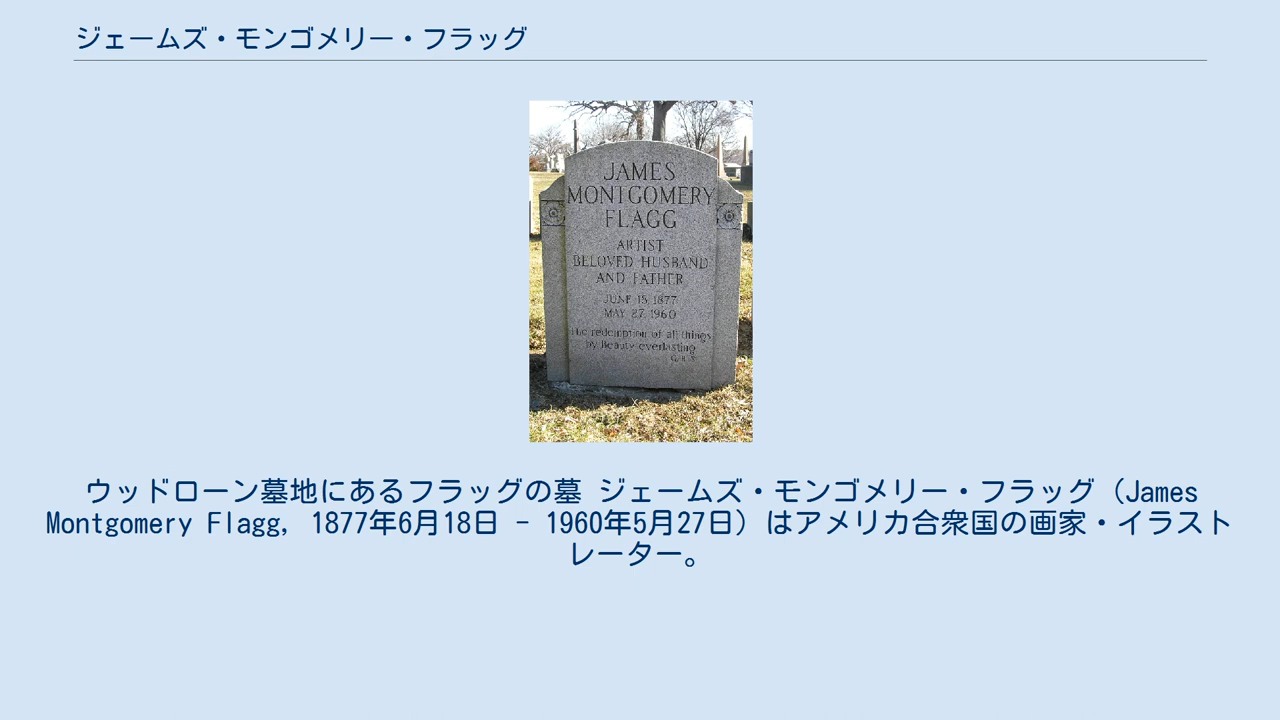 ジェームズ・モンゴメリー・フラッグ
JAMES
MONTGOMERY
FLAGG
ARTIST
BELOVED HUSBAND
AND FATHER
JUNE 18, 1877
MAY 27, 1960
The redemption of all things
by Beauty everlasting
ウッドローン墓地にあるフラッグの墓 ジェームズ・モンゴメリー・フラッグ（James
Montgomery Flagg, 1877年6月18日 - 1960年5月27日）はアメリカ合衆国の画家・イラスト
レーター。